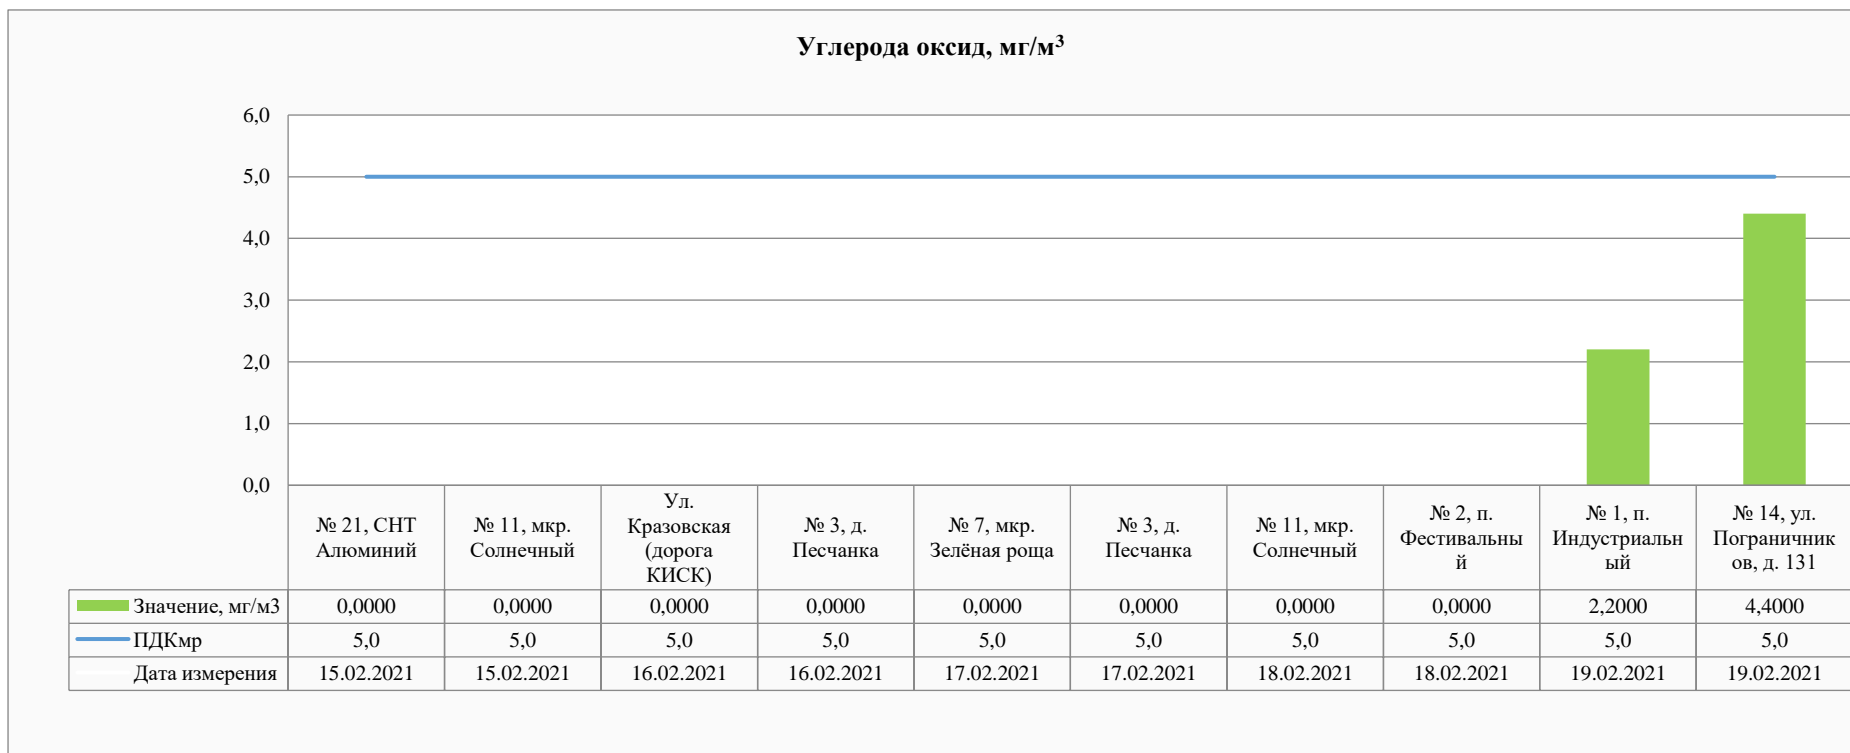 Углерода оксид, мг/м³
6,0
5,0
4,0
3,0
2,0
1,0
0,0
№ 21, СНТ
Алюминий
№ 11, мкр.
Солнечный
Ул.
Кразовская
(дорога
КИСК)
№ 3, д.
Песчанка
№ 7, мкр.
Зелёная роща
№ 3, д.
Песчанка
№ 11, мкр.
Солнечный
№ 2, п.
Фестивальны
й
№ 1, п.
Индустриальн
ый
№ 14, ул.
Пограничник
ов, д. 131
Значение, мг/м3 0,0000 0,0000 0,0000 0,0000 0,0000 0,0000 0,0000 0,0000 2,2000 4,4000
ПДКмр 5,0 5,0 5,0 5,0 5,0 5,0 5,0 5,0 5,0 5,0
Дата измерения 15.02.2021 15.02.2021 16.02.2021 16.02.2021 17.02.2021 17.02.2021 18.02.2021 18.02.2021 19.02.2021 19.02.2021